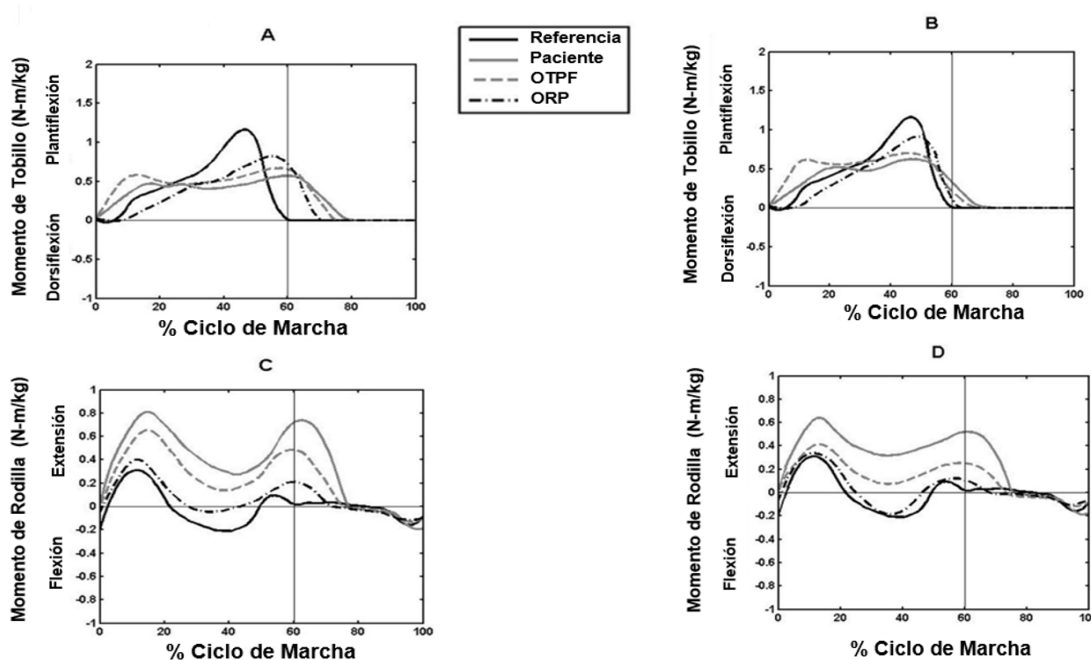 A
Momento de Tobillo (N-m/kg)
Dorsiflexión Plantiflexión
2
1.5
1
0.5
0
-0.5
-1
0 20 40 60 80 100
% Ciclo de Marcha
Referencia
Paciente
OTPF
ORP
B
Momento de Tobillo (N-m/kg)
Dorsiflexión Plantiflexión
2
1.5
1
0.5
0
-0.5
-1
0 20 40 60 80 100
% Ciclo de Marcha
C
Momento de Rodilla (N-m/kg)
Flexión Extensión
1
0.8
0.6
0.4
0.2
0
-0.2
-0.4
-0.6
-0.8
-1
0 20 40 60 80 100
% Ciclo de Marcha
D
Momento de Rodilla (N-m/kg)
Flexión Extensión
1
0.8
0.6
0.4
0.2
0
-0.2
-0.4
-0.6
-0.8
-1
0 20 40 60 80 100
% Ciclo de Marcha